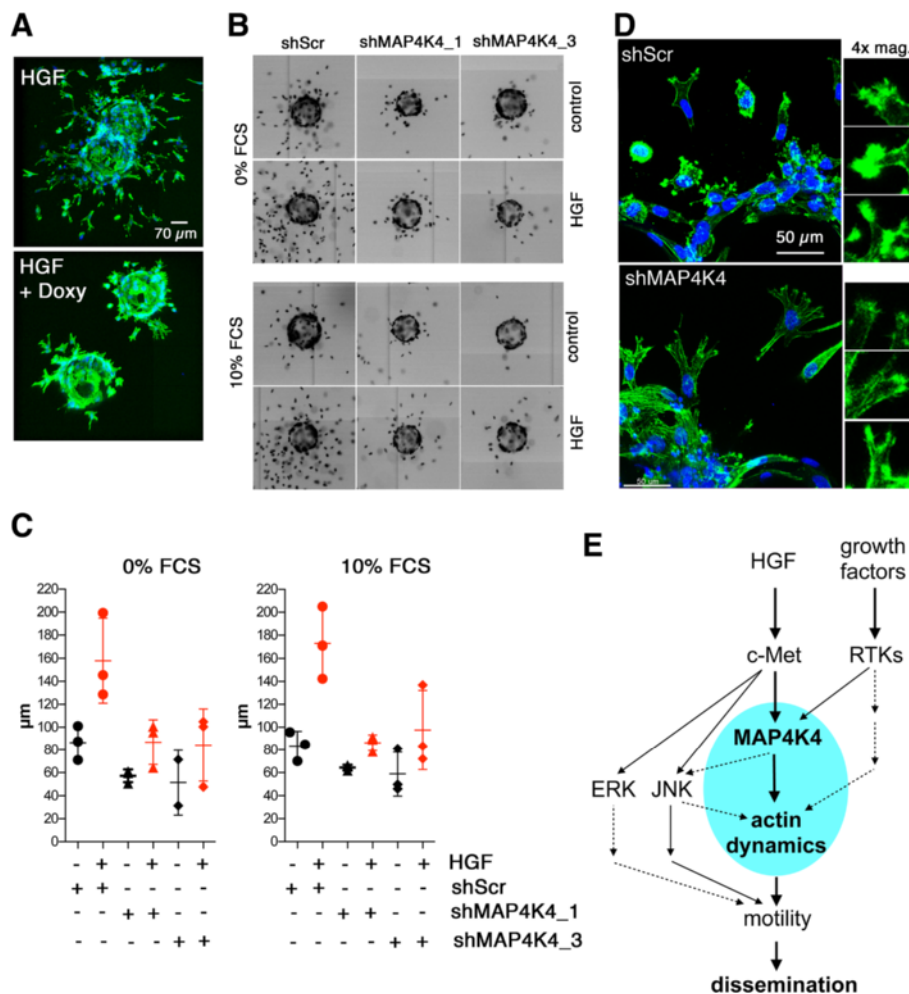 A
HGF
70 µm
HGF
+ Doxy
B
shScr shMAP4K4_1 shMAP4K4_3
0% FCS
control
HGF
10% FCS
control
HGF
D
shScr
4x mag.
50 µm
shMAP4K4
50 µm
C
0% FCS
10% FCS
µm
220
200
180
160
140
120
100
80
60
40
20
0
µm
220
200
180
160
140
120
100
80
60
40
20
0
- + - + - + - + - + - + HGF
+ + - - - - + + - - - - shScr
- - + + - - - - + + - - shMAP4K4_1
- - - - + + - - - - + + shMAP4K4_3
E
HGF
growth
factors
c-Met
RTKs
MAP4K4
ERK
JNK
actin
dynamics
motility
dissemination